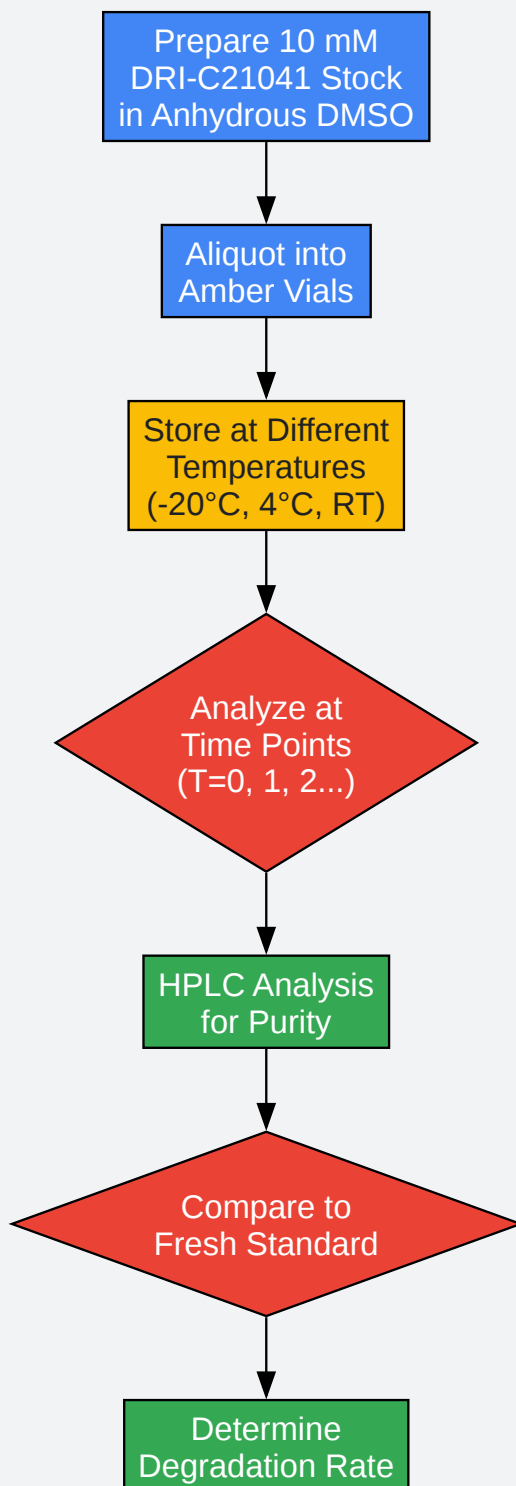 Prepare 10 mM
DRI-C21041 Stock
in Anhydrous DMSO
Aliquot into
Amber Vials
Store at Different
Temperatures
(-20°C, 4°C, RT)
Analyze at
Time Points
(T=0, 1, 2...)
HPLC Analysis
for Purity
Compare to
Fresh Standard
Determine
Degradation Rate